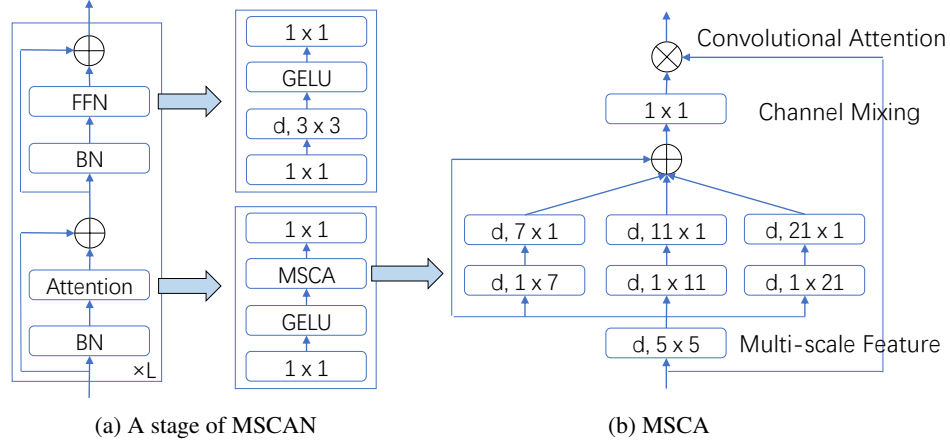 1 x 1
GELU
d, 3 x 3
1 x 1
FFN
BN
1 x 1
MSCA
GELU
1 x 1
Attention
BN
×L
(a) A stage of MSCAN
Convolutional Attention
1 x 1
Channel Mixing
d, 7 x 1
d, 11 x 1
d, 21 x 1
d, 1 x 7
d, 1 x 11
d, 1 x 21
d, 5 x 5
Multi-scale Feature
(b) MSCA